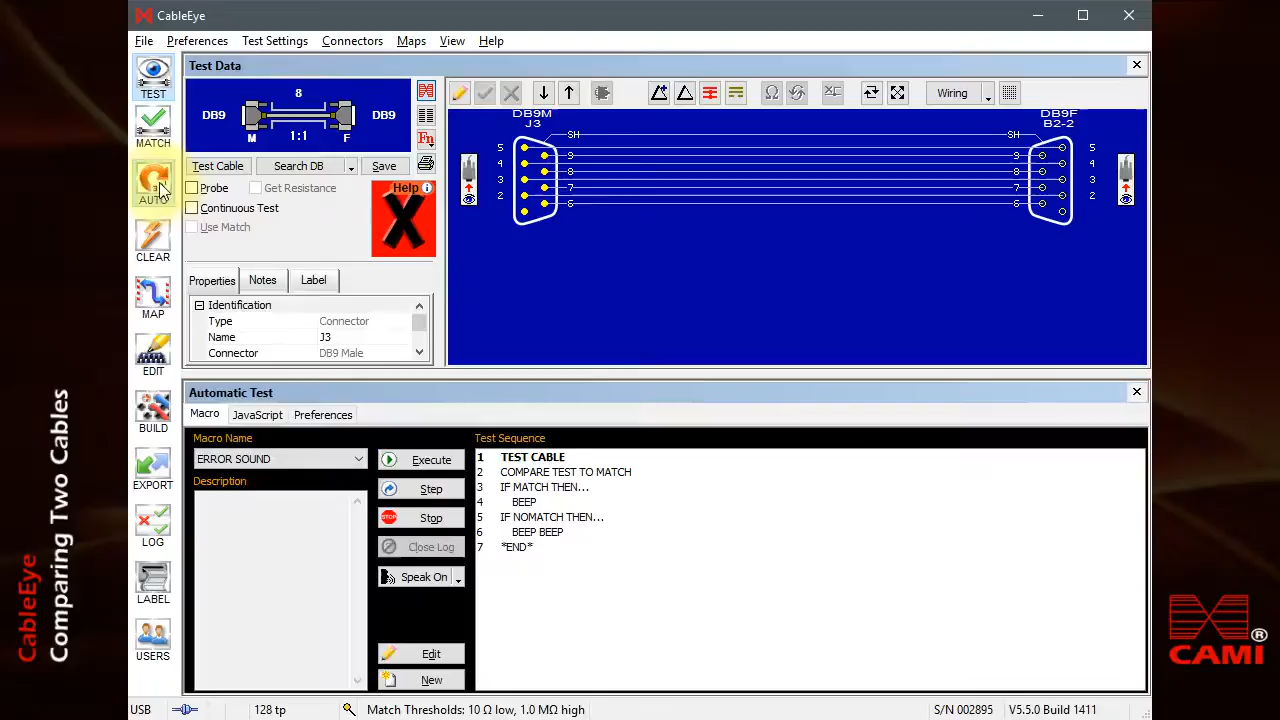 CableEye
File Preferences Test Settings Connectors Maps View Help
TEST
MATCH
AUTO
CLEAR
MAP
EDIT
BUILD
EXPORT
LOG
LABEL
USERS
Test Data
8
DB9 DB9
M 1:1 F
Fn
Test Cable Search DB Save
Probe Get Resistance
Continuous Test
Use Match
Help i
X
Properties Notes Label
Identification
Type Connector
Name J3
Connector DB9 Male
Wiring
DB9M
J3
DB9F
B2-2
SH SH
5 9 9 5
4 8 8 4
3 7 7 3
2 6 6 2
Automatic Test
Macro JavaScript Preferences
Macro Name
ERROR SOUND
Description
Execute
Step
STOP Stop
Close Log
Speak On
Edit
New
Test Sequence
1 TEST CABLE
2 COMPARE TEST TO MATCH
3 IF MATCH THEN...
4 BEEP
5 IF NOMATCH THEN...
6 BEEP BEEP
7 *END*
USB 128 tp Match Thresholds: 10 Ω low, 1.0 MΩ high S/N 002895 V5.5.0 Build 1411
CableEye
Comparing Two Cables
CAMI ®